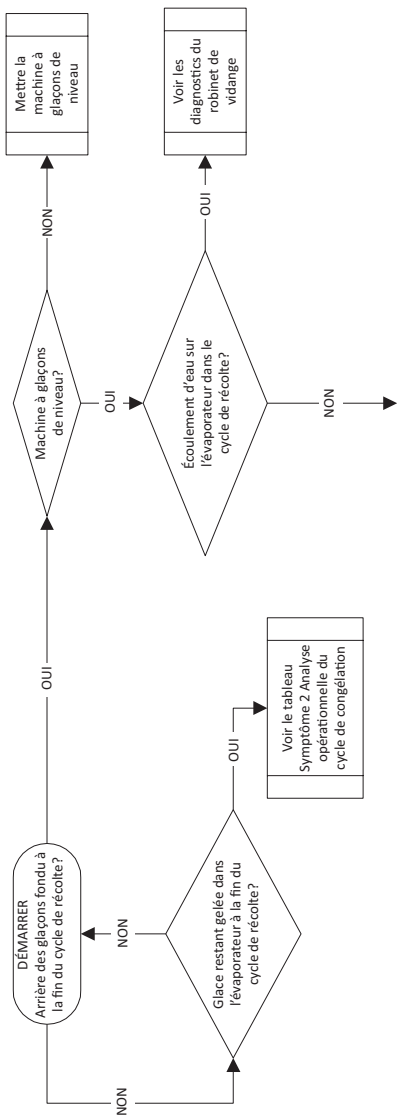 DÉMARRER
Arrière des glaçons fondu à
la fin du cycle de récolte?
OUI
Machine à glaçons
de niveau?
NON
Mettre la
machine à
glaçons de
niveau
OUI
Écoulement d'eau sur
l'évaporateur dans le
cycle de récolte?
OUI
Voir les
diagnostics du
robinet de
vidange
NON
NON
Glace restant gelée dans
l'évaporateur à la fin du
cycle de récolte?
NON
OUI
Voir le tableau
Symptôme 2 Analyse
opérationnelle du
cycle de congélation